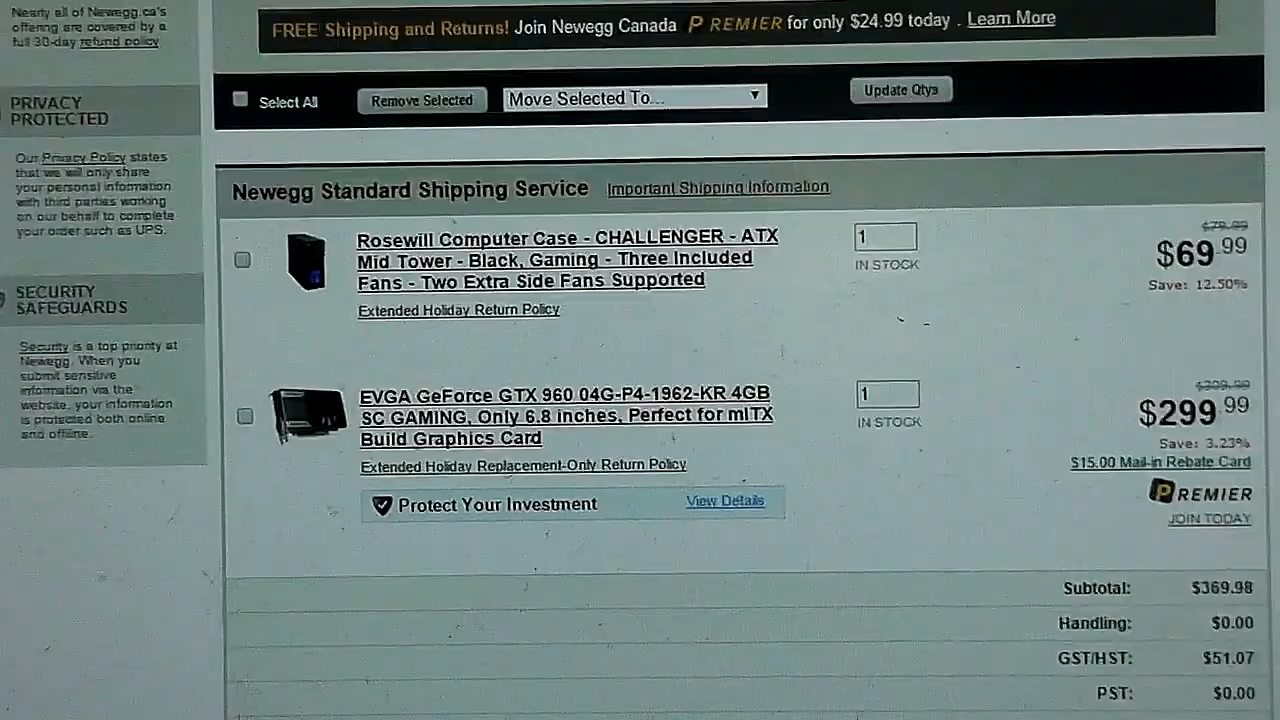 Nearly all of Newegg.ca's
offering are covered by a
full 30-day refund policy
FREE Shipping and Returns! Join Newegg Canada PREMIER for only $24.99 today . Learn More
Select All
Remove Selected
Move Selected To...
Update Qtys
PRIVACY
PROTECTED
Our Privacy Policy states
that we will only share
your personal information
with third parties working
on our behalf to complete
your order such as UPS.
SECURITY
SAFEGUARDS
Security is a top priority at
Newegg. When you
submit sensitive
information via the
website, your information
is protected both online
and offline.
Newegg Standard Shipping Service Important Shipping Information
Rosewill Computer Case - CHALLENGER - ATX
Mid Tower - Black, Gaming - Three Included
Fans - Two Extra Side Fans Supported
Extended Holiday Return Policy
1
IN STOCK
$79.99
$69.99
Save: 12.50%
EVGA GeForce GTX 960 04G-P4-1962-KR 4GB
SC GAMING, Only 6.8 inches, Perfect for mITX
Build Graphics Card
Extended Holiday Replacement-Only Return Policy
Protect Your Investment View Details
1
IN STOCK
$309.99
$299.99
Save: 3.23%
$15.00 Mail-in Rebate Card
PREMIER
JOIN TODAY
Subtotal: $369.98
Handling: $0.00
GST/HST: $51.07
PST: $0.00